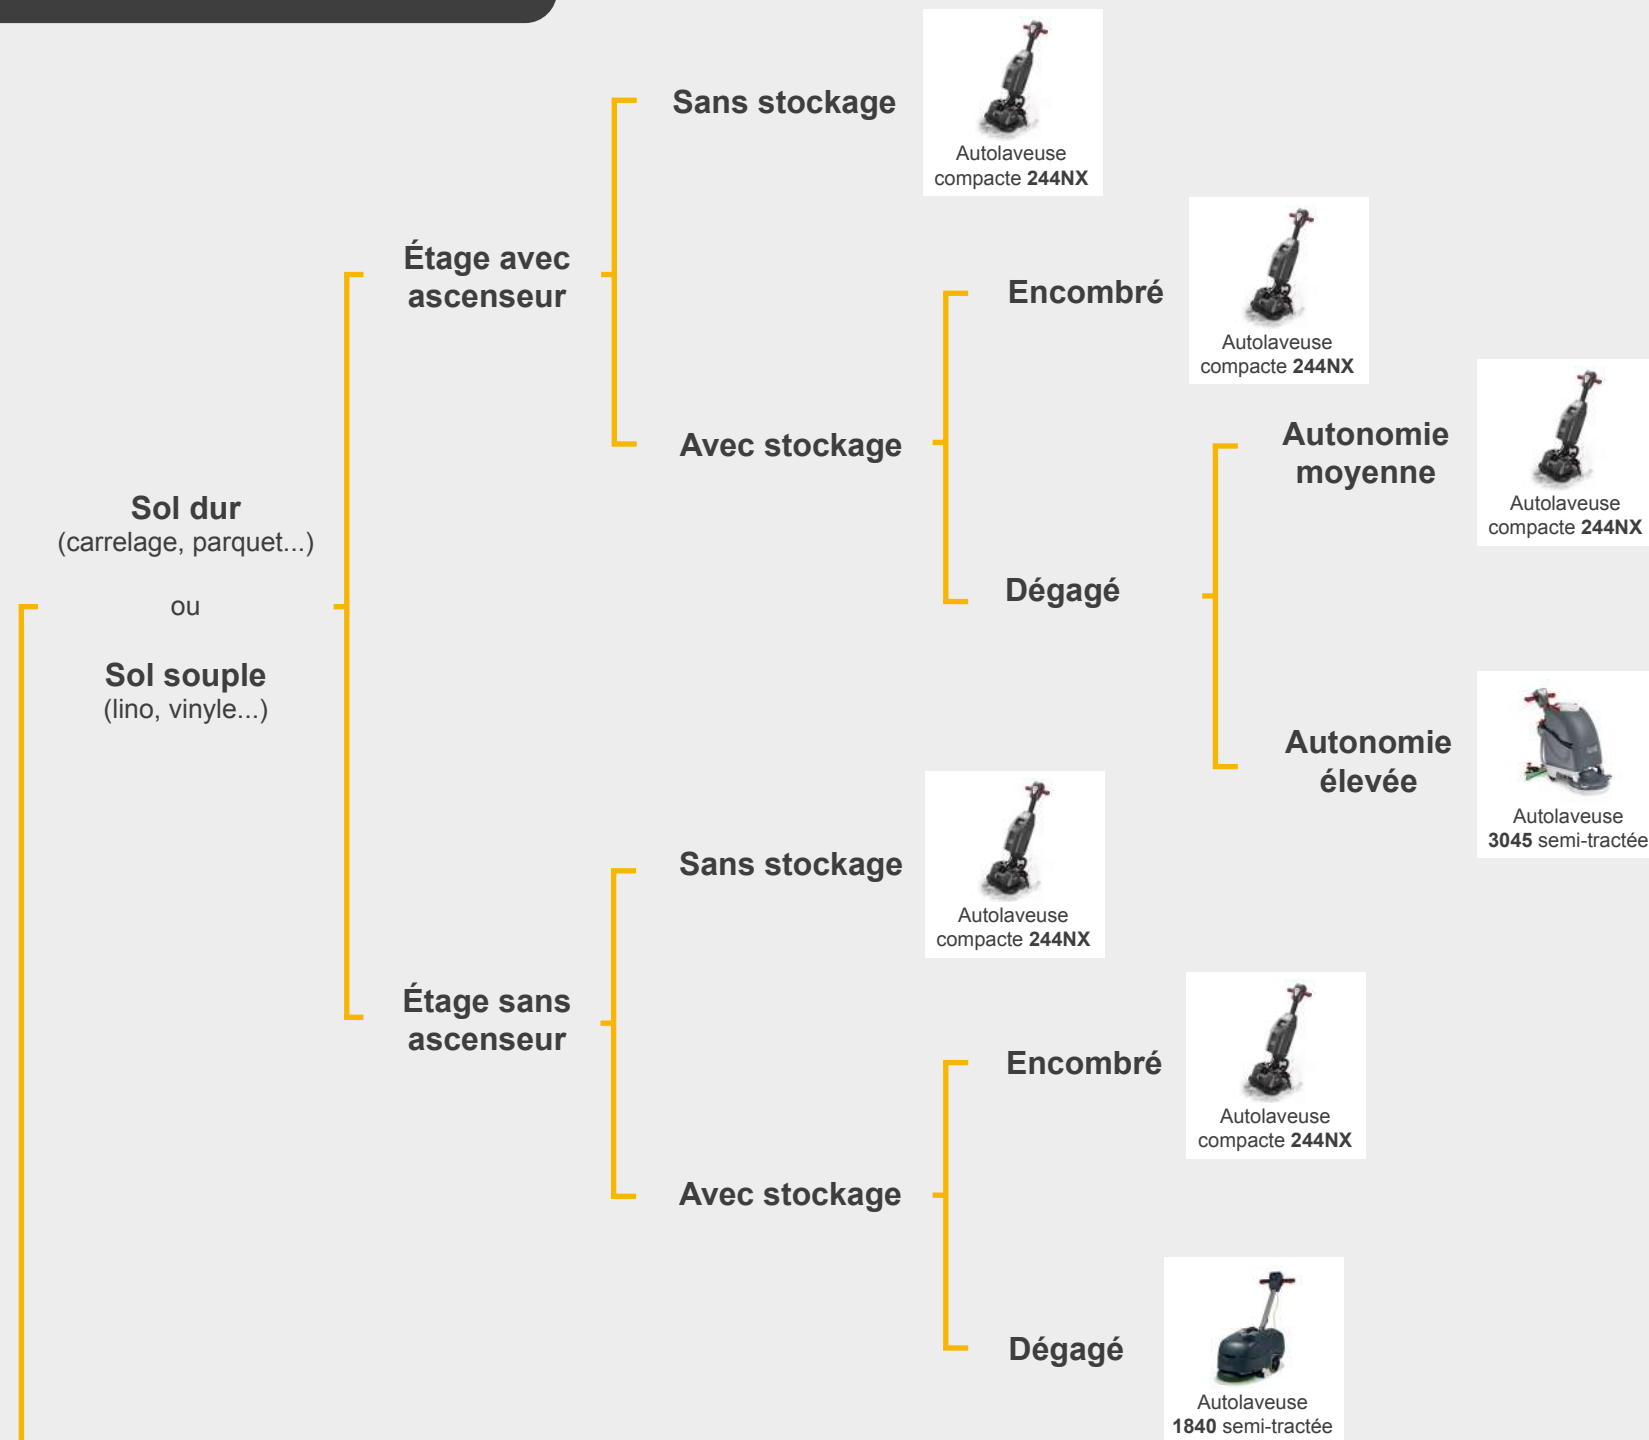 Sans stockage
Autolaveuse
compacte 244NX
Étage avec
ascenseur
Encombré
Autolaveuse
compacte 244NX
Avec stockage
Autonomie
moyenne
Autolaveuse
compacte 244NX
Sol dur
(carrelage, parquet...)
ou
Sol souple
(lino, vinyle...)
Dégagé
Autonomie
élevée
Autolaveuse
3045 semi-tractée
Sans stockage
Autolaveuse
compacte 244NX
Étage sans
ascenseur
Encombré
Autolaveuse
compacte 244NX
Avec stockage
Dégagé
Autolaveuse
1840 semi-tractée